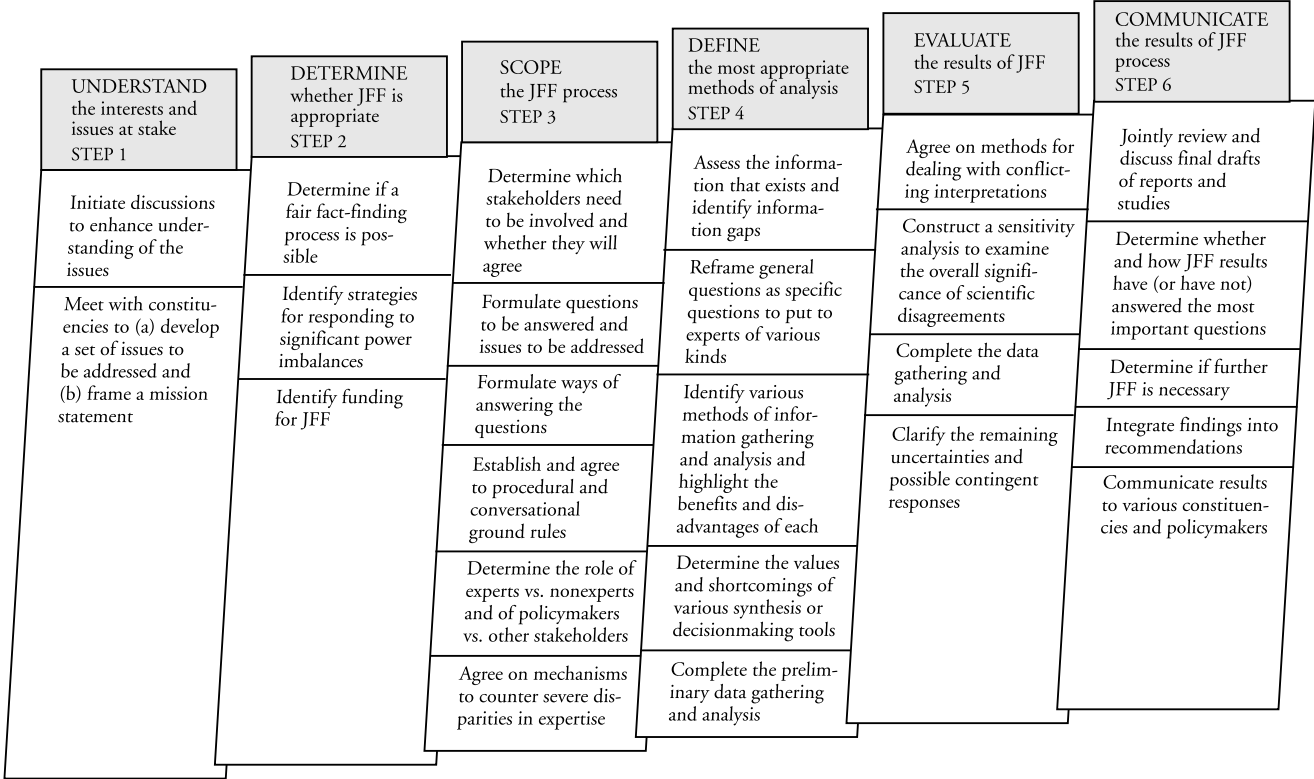 UNDERSTAND
the interests and
issues at stake
STEP 1
Initiate discussions
to enhance under-
standing of the
issues
Meet with constitu-
encies to (a) develop
a set of issues to
be addressed and
(b) frame a mission
statement
DETERMINE
whether JFF is
appropriate
STEP 2
Determine if a
fair fact-finding
process is pos-
sible
Identify strategies
for responding to
significant power
imbalances
Identify funding
for JFF
SCOPE
the JFF process
STEP 3
Determine which
stakeholders need
to be involved and
whether they will
agree
Formulate questions
to be answered and
issues to be addressed
Formulate ways of
answering the
questions
Establish and agree
to procedural and
conversational
ground rules
Determine the role of
experts vs. nonexperts
and of policymakers
vs. other stakeholders
Agree on mechanisms
to counter severe dis-
parities in expertise
DEFINE
the most appropriate
methods of analysis
STEP 4
Assess the informa-
tion that exists and
identify informa-
tion gaps
Reframe general
questions as specific
questions to put to
experts of various
kinds
Identify various
methods of infor-
mation gathering
and analysis and
highlight the
benefits and dis-
advantages of each
Determine the values
and shortcomings of
various synthesis or
decisionmaking tools
Complete the prelim-
inary data gathering
and analysis
EVALUATE
the results of JFF
STEP 5
Agree on methods for
dealing with conflict-
ing interpretations
Construct a sensitivity
analysis to examine
the overall signifi-
cance of scientific
disagreements
Complete the data
gathering and
analysis
Clarify the remaining
uncertainties and
possible contingent
responses
COMMUNICATE
the results of JFF
process
STEP 6
Jointly review and
discuss final drafts
of reports and
studies
Determine whether
and how JFF results
have (or have not)
answered the most
important questions
Determine if further
JFF is necessary
Integrate findings into
recommendations
Communicate results
to various constituen-
cies and policymakers